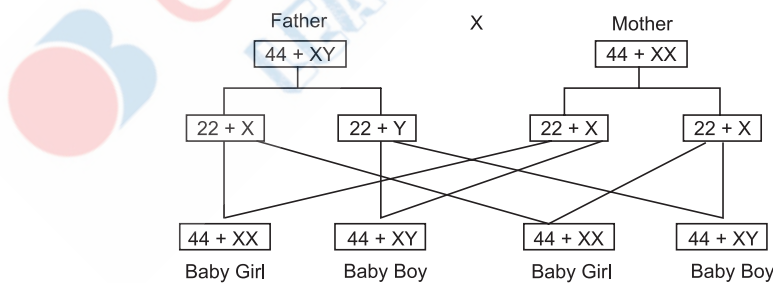 Father X Mother
44 + XY 44 + XX
22 + X 22 + Y 22 + X 22 + X
44 + XX 44 + XY 44 + XX 44 + XY
Baby Girl Baby Boy Baby Girl Baby Boy